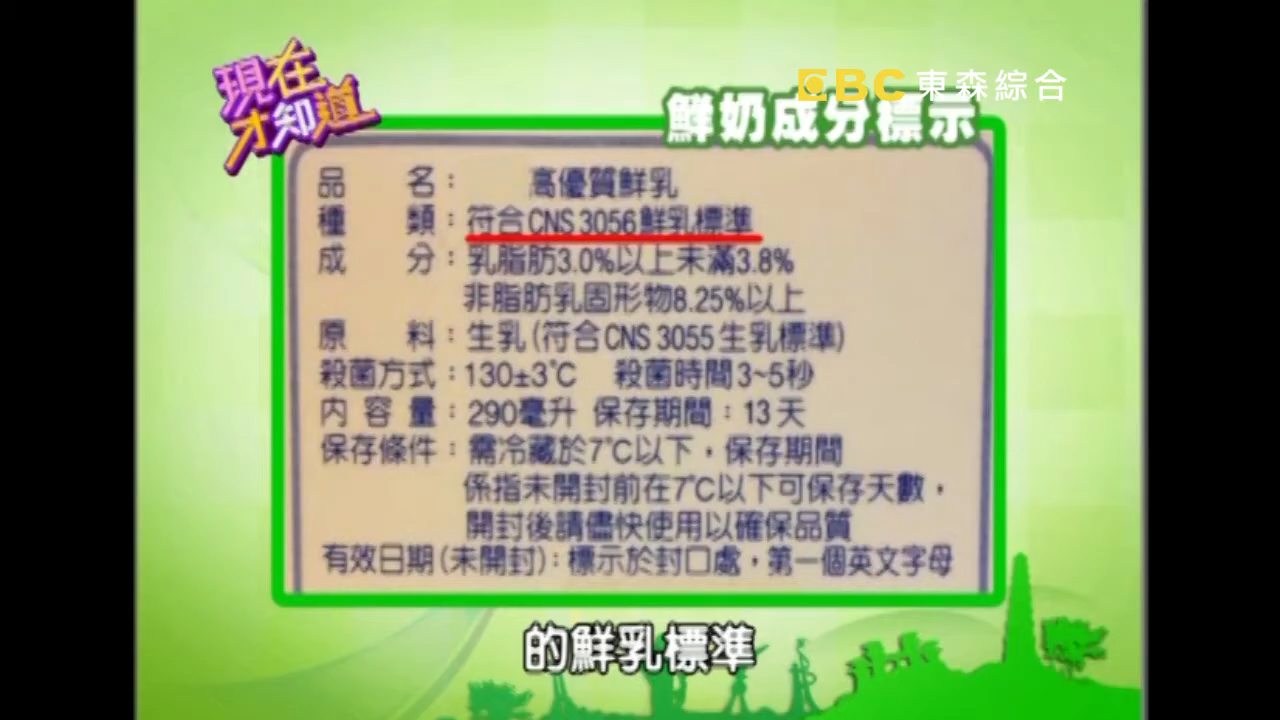 現在
才知道
EBC 東森綜合
鮮奶成分標示
品 名： 高優質鮮乳
種 類：符合CNS 3056鮮乳標準
成 分：乳脂肪3.0%以上未滿3.8%
非脂肪乳固形物8.25%以上
原 料：生乳(符合CNS 3055生乳標準)
殺菌方式：130±3℃ 殺菌時間3~5秒
內容量：290毫升 保存期間：13天
保存條件：需冷藏於7℃以下，保存期間
係指未開封前在7℃以下可保存天數，
開封後請儘快使用以確保品質
有效日期(未開封)：標示於封口處，第一個英文字母
的鮮乳標準